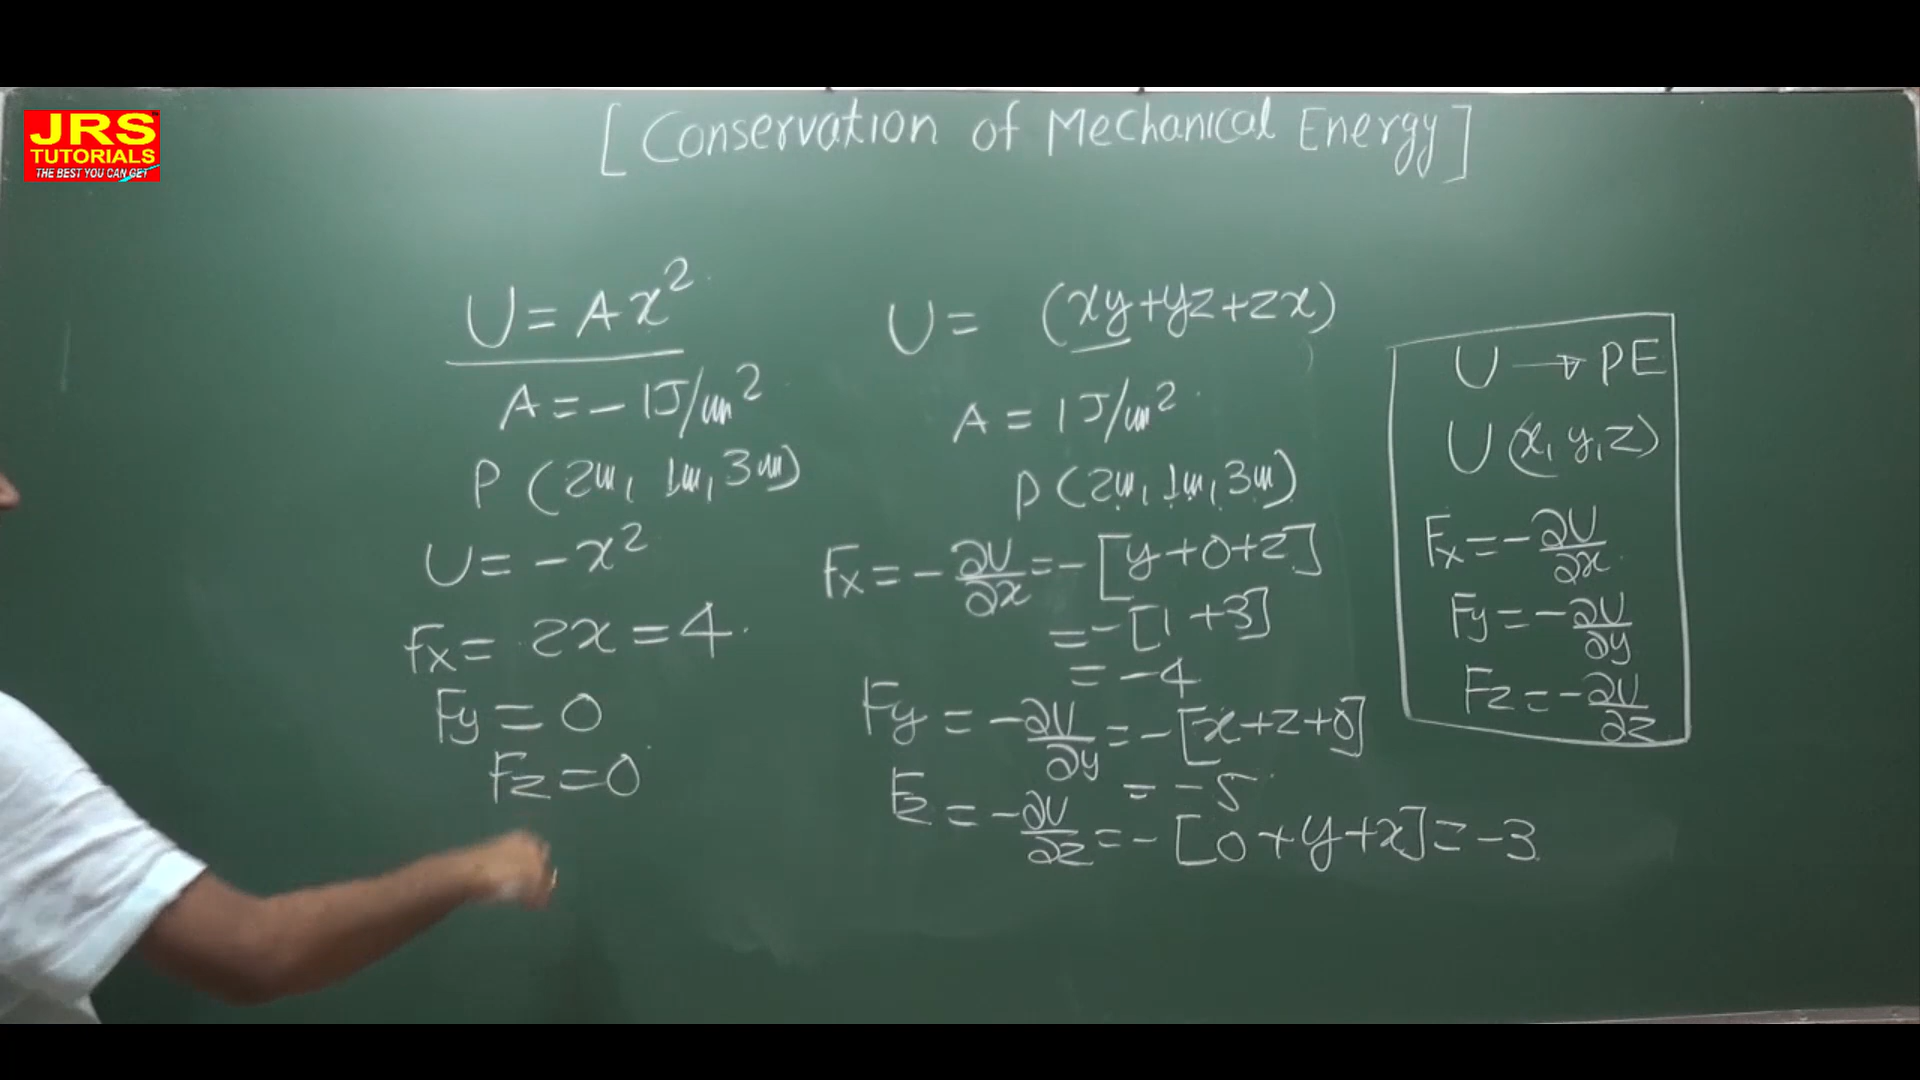 JRS
TUTORIALS
THE BEST YOU CAN GET
[Conservation of Mechanical Energy]
U = Ax²
A = -1J/m²
P (2m, 1m, 3m)
U = -x²
Fx = 2x = 4
Fy = 0
Fz = 0
U = (xy+yz+zx)
A = 1J/m²
P (2m, 1m, 3m)
Fx = -∂U/∂x = -[y+0+z]
= -[1+3]
= -4
Fy = -∂U/∂y = -[x+z+0]
= -5
Fz = -∂U/∂z = -[0+y+x] = -3
U → PE
U (x, y, z)
Fx = -∂U/∂x
Fy = -∂U/∂y
Fz = -∂U/∂z